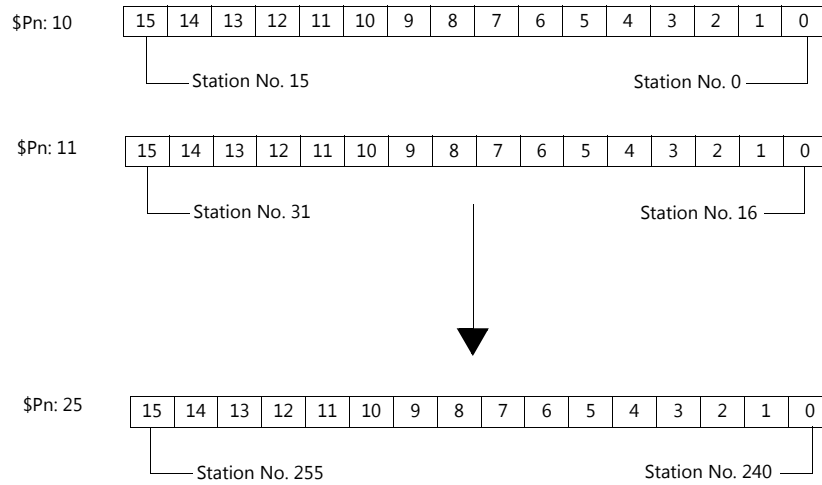 $Pn: 10 15 14 13 12 11 10 9 8 7 6 5 4 3 2 1 0
Station No. 15 Station No. 0
$Pn: 11 15 14 13 12 11 10 9 8 7 6 5 4 3 2 1 0
Station No. 31 Station No. 16
$Pn: 25 15 14 13 12 11 10 9 8 7 6 5 4 3 2 1 0
Station No. 255 Station No. 240